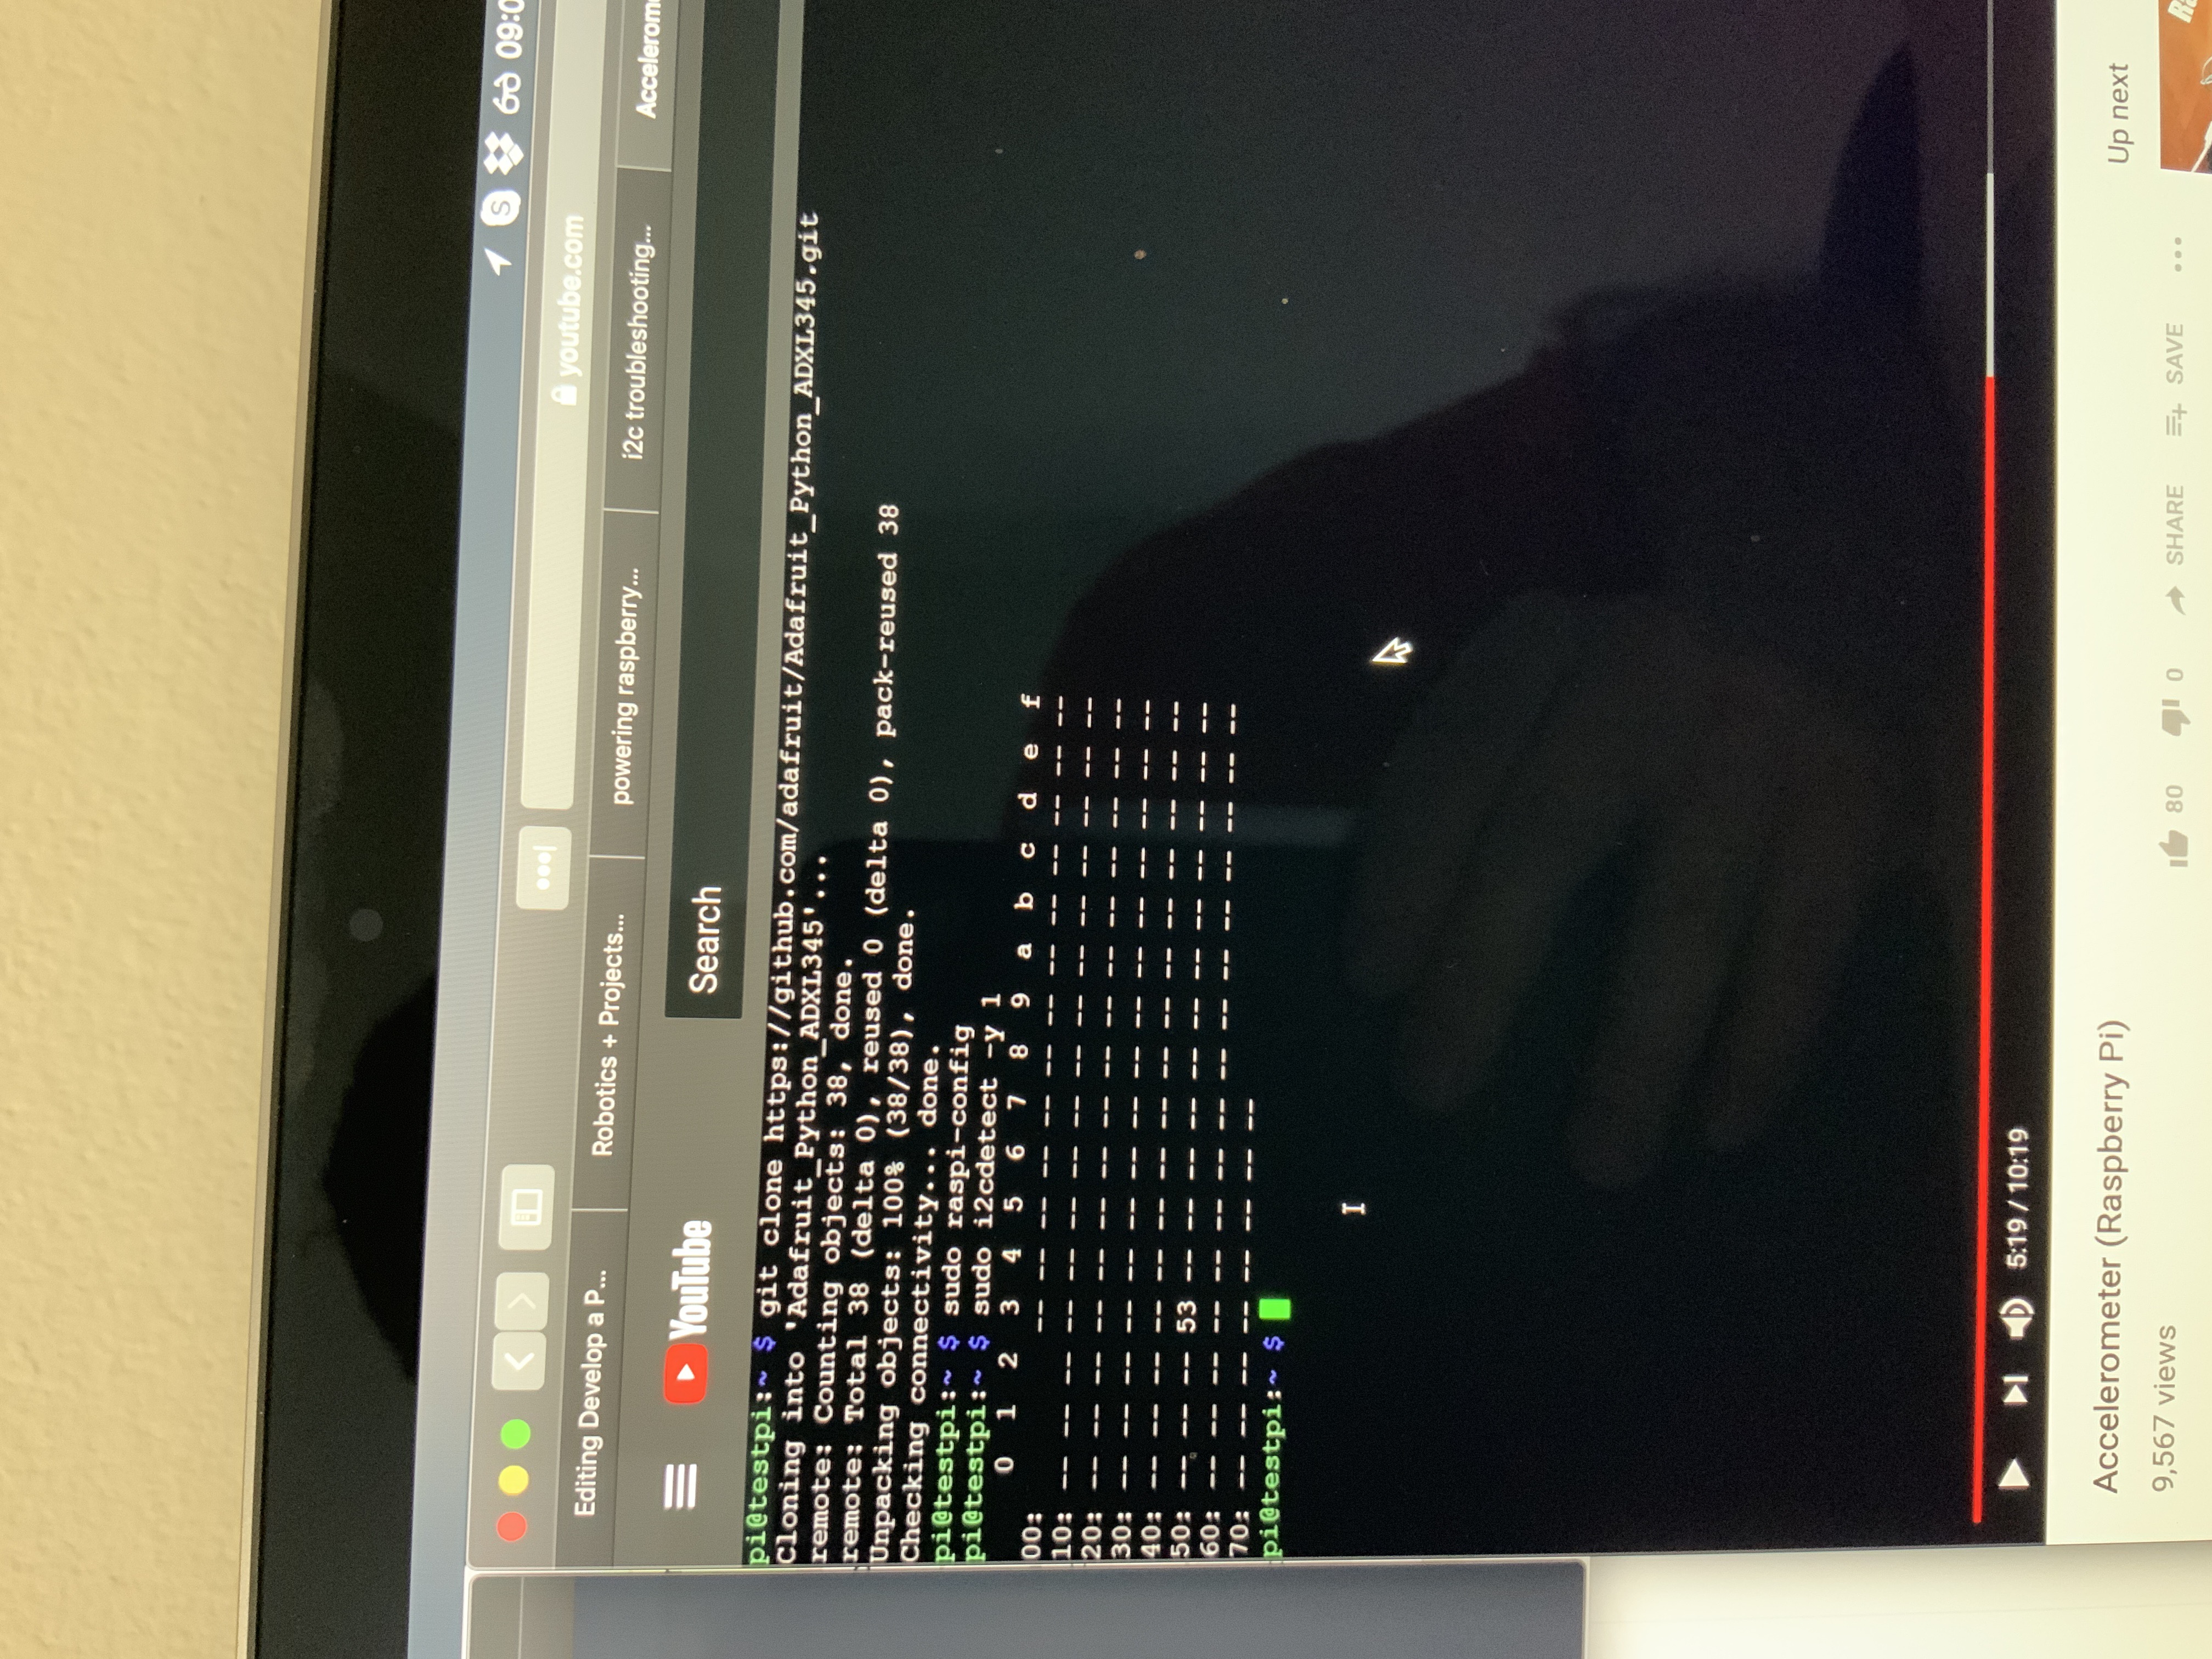 09:0
youtube.com
Editing Develop a P... Robotics + Projects... powering raspberry... i2c troubleshooting... Accelerom
YouTube Search
pi@testpi:~ $ git clone https://github.com/adafruit/Adafruit_Python_ADXL345.git
Cloning into 'Adafruit_Python_ADXL345'...
remote: Counting objects: 38, done.
remote: Total 38 (delta 0), reused 0 (delta 0), pack-reused 38
Unpacking objects: 100% (38/38), done.
Checking connectivity... done.
pi@testpi:~ $ sudo raspi-config
pi@testpi:~ $ sudo i2cdetect -y 1
0 1 2 3 4 5 6 7 8 9 a b c d e f
00: -- -- -- -- -- -- -- -- -- -- -- -- --
10: -- -- -- -- -- -- -- -- -- -- -- -- -- -- -- --
20: -- -- -- -- -- -- -- -- -- -- -- -- -- -- -- --
30: -- -- -- -- -- -- -- -- -- -- -- -- -- -- -- --
40: -- -- -- -- -- -- -- -- -- -- -- -- -- -- -- --
50: -- -- -- 53 -- -- -- -- -- -- -- -- -- -- -- --
60: -- -- -- -- -- -- -- -- -- -- -- -- -- -- -- --
70: -- -- -- -- -- -- -- --
pi@testpi:~ $
5:19 / 10:19
Accelerometer (Raspberry Pi)
Up next
9,567 views
80 0 SHARE SAVE